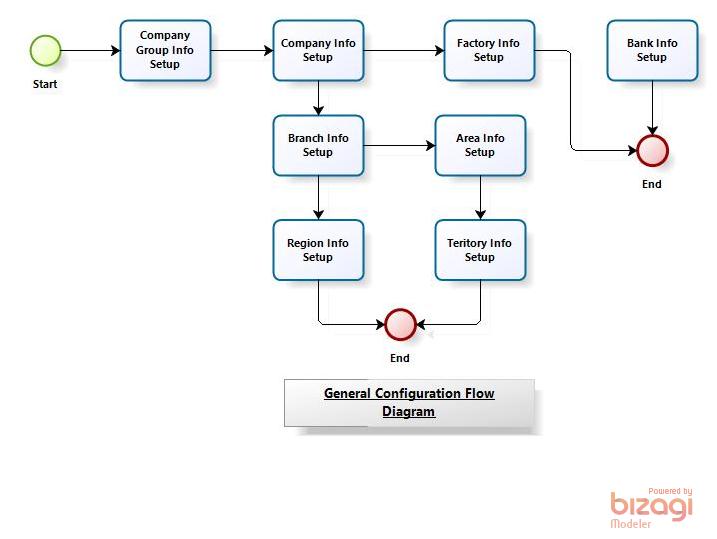 Company
Group Info
Setup
Company Info
Setup
Factory Info
Setup
Bank Info
Setup
Start
Branch Info
Setup
Area Info
Setup
End
Region Info
Setup
Teritory Info
Setup
End
General Configuration Flow
Diagram
Powered by
bizagi
Modeler